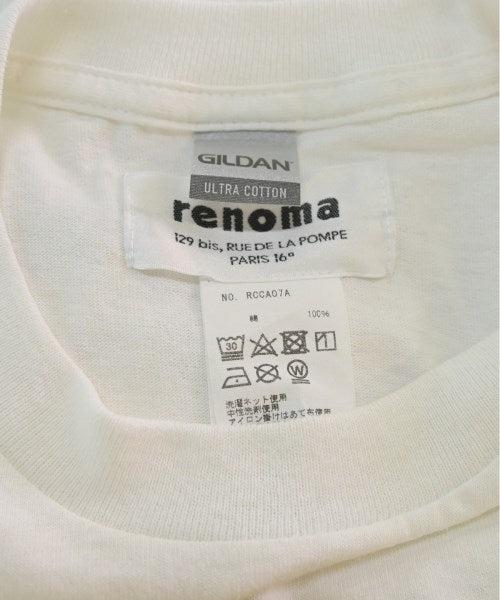 GILDAN
ULTRA COTTON
renoma
129 bis, RUE DE LA POMPE
PARIS 16e
NO. RCCA07A
綿 100%
30
W
洗濯ネット使用
中性洗剤使用
アイロン掛けはあて布使用